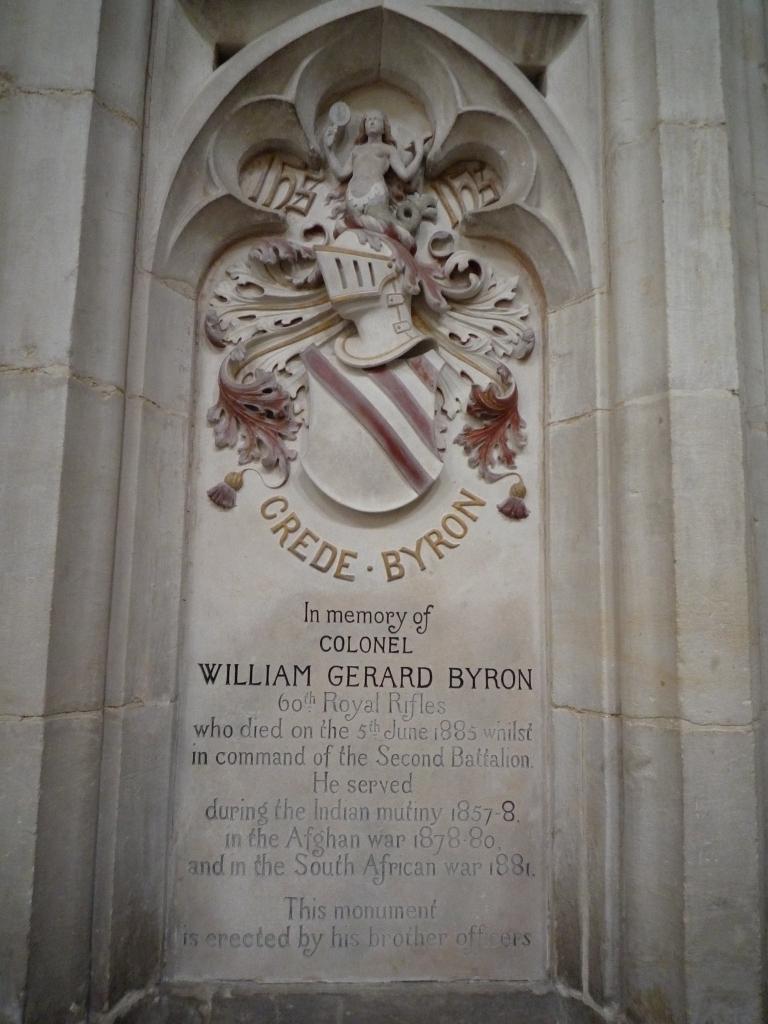 Ihs Ihs
CREDE · BYRON
In memory of
COLONEL
WILLIAM GERARD BYRON
60th Royal Rifles
who died on the 5th June 1885 whilst
in command of the Second Battalion.
He served
during the Indian mutiny 1857-8,
in the Afghan war 1878-80,
and in the South African war 1881.
This monument
is erected by his brother officers